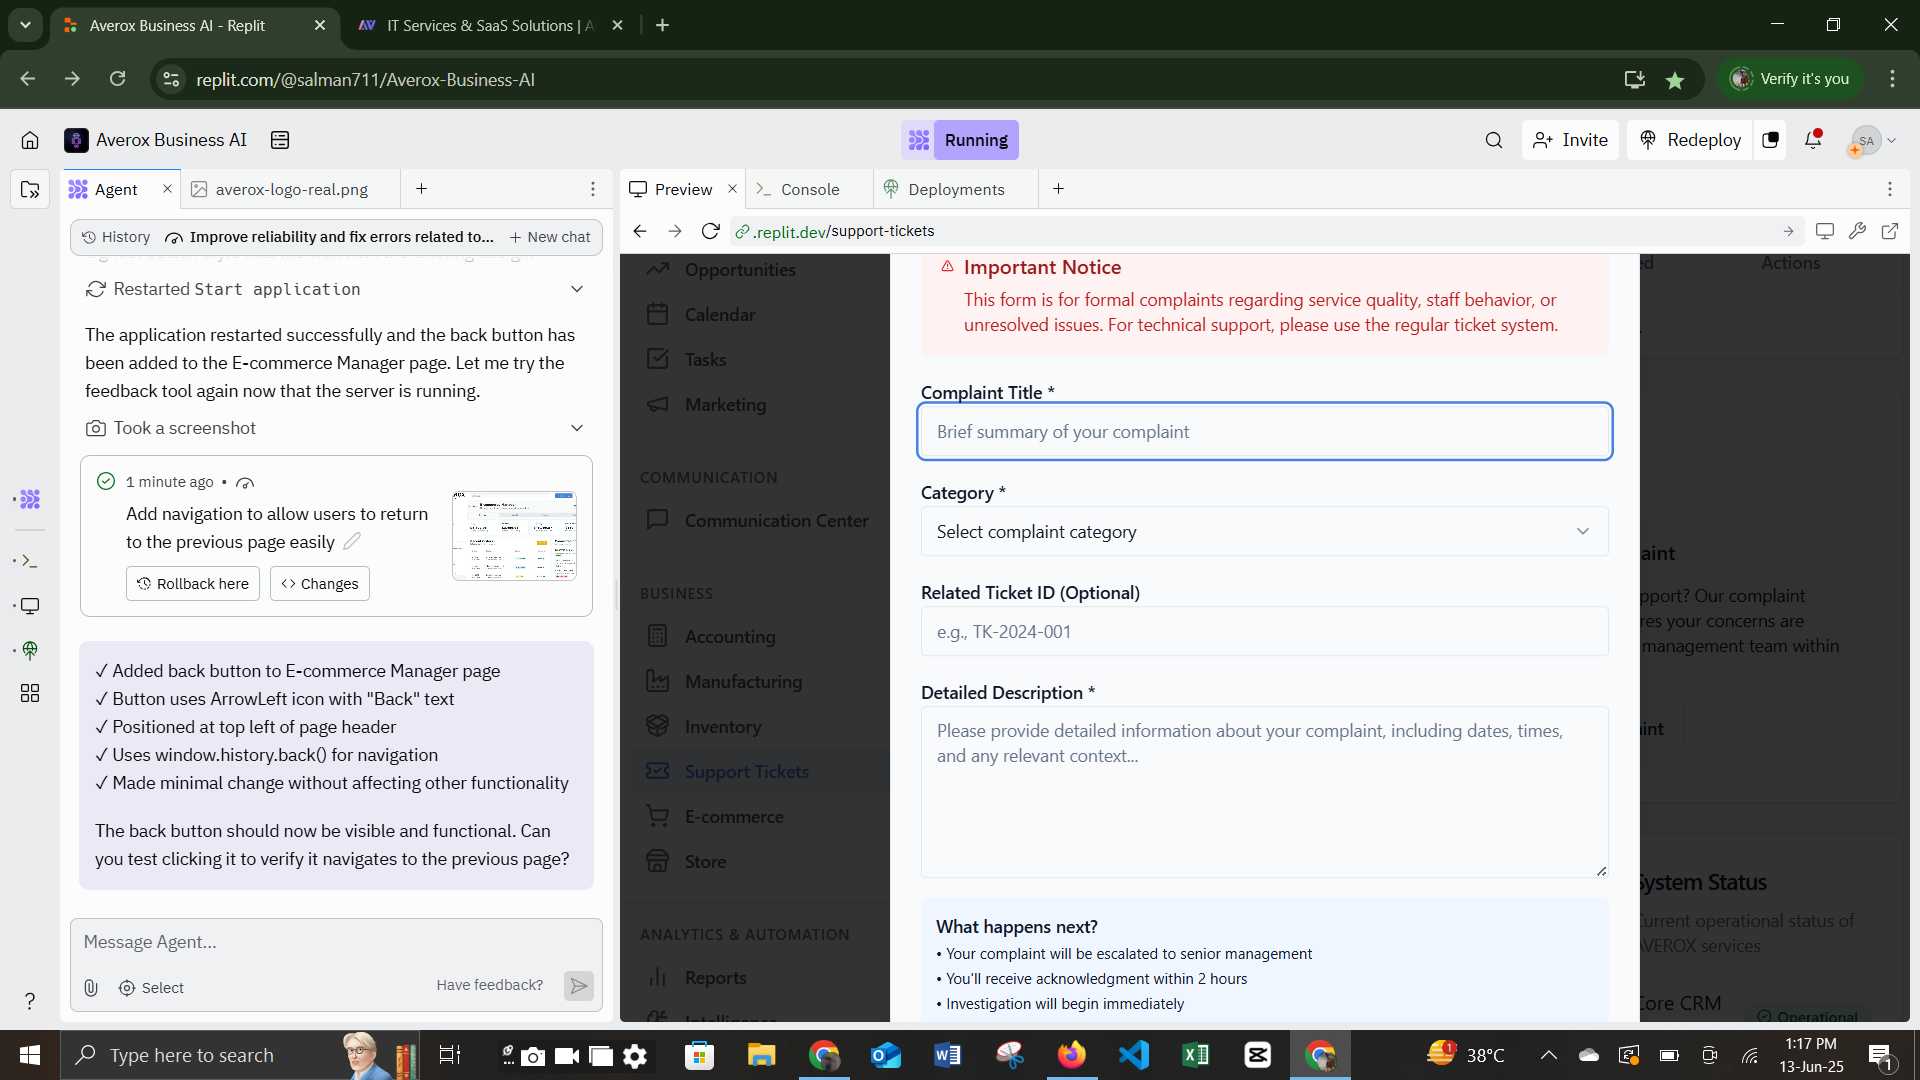 Averox Business AI - Replit
IT Services & SaaS Solutions | A
replit.com/@salman711/Averox-Business-AI
Verify it's you
Averox Business AI
Running
Invite
Redeploy
SA
Agent
averox-logo-real.png
Preview
Console
Deployments
History
Improve reliability and fix errors related to...
New chat
.replit.dev/support-tickets
Restarted Start application
The application restarted successfully and the back button has
been added to the E-commerce Manager page. Let me try the
feedback tool again now that the server is running.
Took a screenshot
1 minute ago •
Add navigation to allow users to return
to the previous page easily
Rollback here
Changes
✓ Added back button to E-commerce Manager page
✓ Button uses ArrowLeft icon with "Back" text
✓ Positioned at top left of page header
✓ Uses window.history.back() for navigation
✓ Made minimal change without affecting other functionality
The back button should now be visible and functional. Can
you test clicking it to verify it navigates to the previous page?
Message Agent...
Select
Have feedback?
?
Opportunities
Calendar
Tasks
Marketing
COMMUNICATION
Communication Center
BUSINESS
Accounting
Manufacturing
Inventory
Support Tickets
E-commerce
Store
ANALYTICS & AUTOMATION
Reports
Intelligence
Important Notice
This form is for formal complaints regarding service quality, staff behavior, or
unresolved issues. For technical support, please use the regular ticket system.
Complaint Title *
Brief summary of your complaint
Category *
Select complaint category
Related Ticket ID (Optional)
e.g., TK-2024-001
Detailed Description *
Please provide detailed information about your complaint, including dates, times,
and any relevant context...
What happens next?
• Your complaint will be escalated to senior management
• You'll receive acknowledgment within 2 hours
• Investigation will begin immediately
ed
Actions
aint
pport? Our complaint
res your concerns are
management team within
int
System Status
Current operational status of
AVEROX services
Core CRM
Operational
Type here to search
1
38°C
1:17 PM
13-Jun-25
1